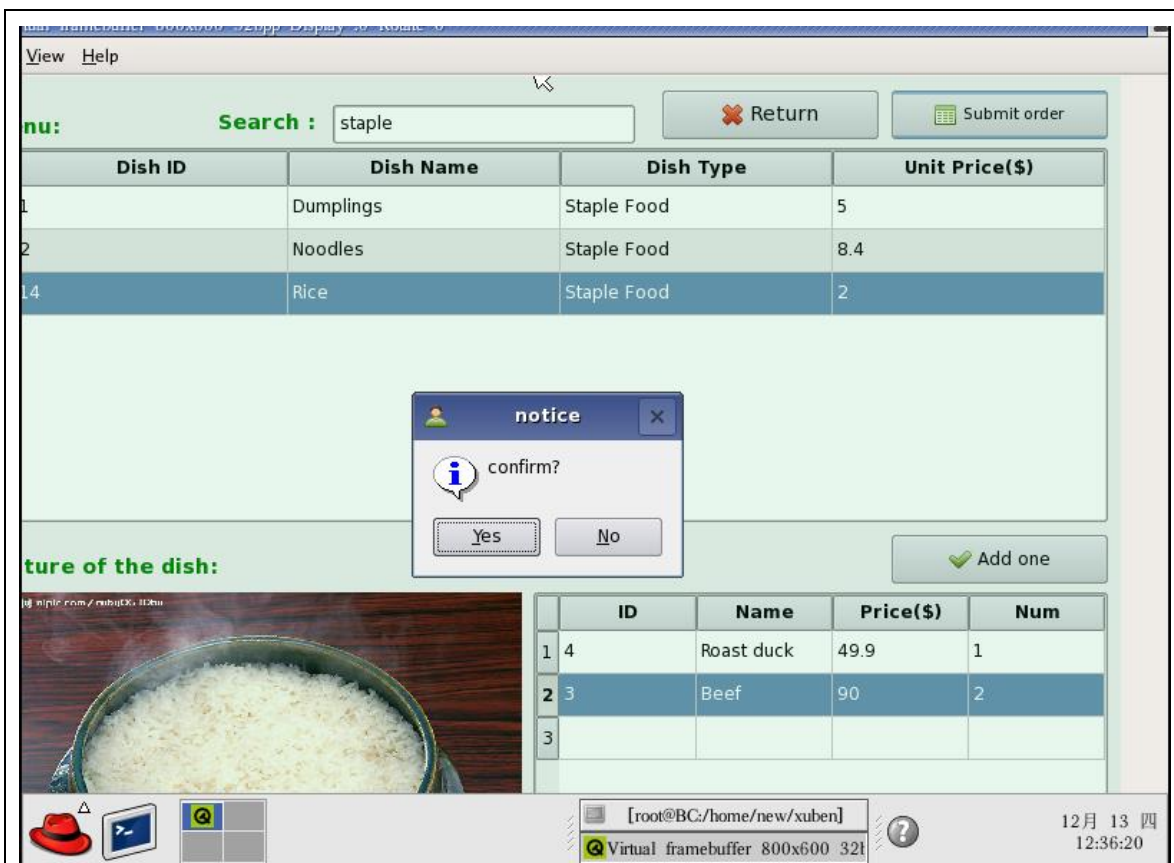 View Help
nu:
Search : staple
Return
Submit order
Dish ID Dish Name Dish Type Unit Price($)
1 Dumplings Staple Food 5
2 Noodles Staple Food 8.4
14 Rice Staple Food 2
notice
confirm?
Yes No
ture of the dish:
Add one
ID Name Price($) Num
1 4 Roast duck 49.9 1
2 3 Beef 90 2
3
[root@BC:/home/new/xuben]
Virtual framebuffer 800x600 32
12月 13 四
12:36:20